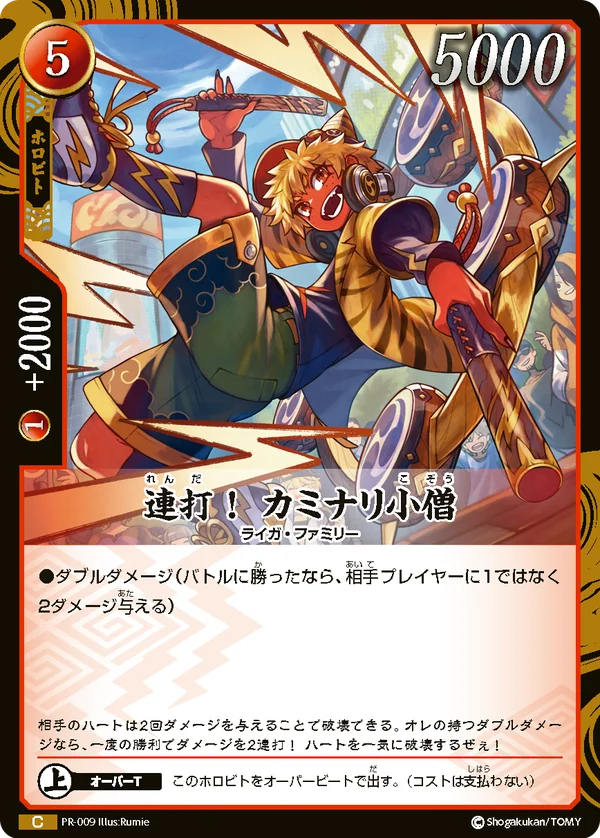 5
5000
ホロビト
+2000
1
連打！ カミナリ小僧
れんだ こぞう
ライガ・ファミリー
●ダブルダメージ（バトルに勝ったなら、相手プレイヤーに1ではなく
か あいて
2ダメージ与える）
あた
相手のハートは2回ダメージを与えることで破壊できる。オレの持つダブルダメー
ジなら、一度の勝利でダメージを2連打！ ハートを一気に破壊するぜぇ！
上 オーバーT このホロビトをオーバービートで出す。（コストは支払わない）
だ しはら
C PR-009 Illus:Rumie ©Shogakukan/TOMY